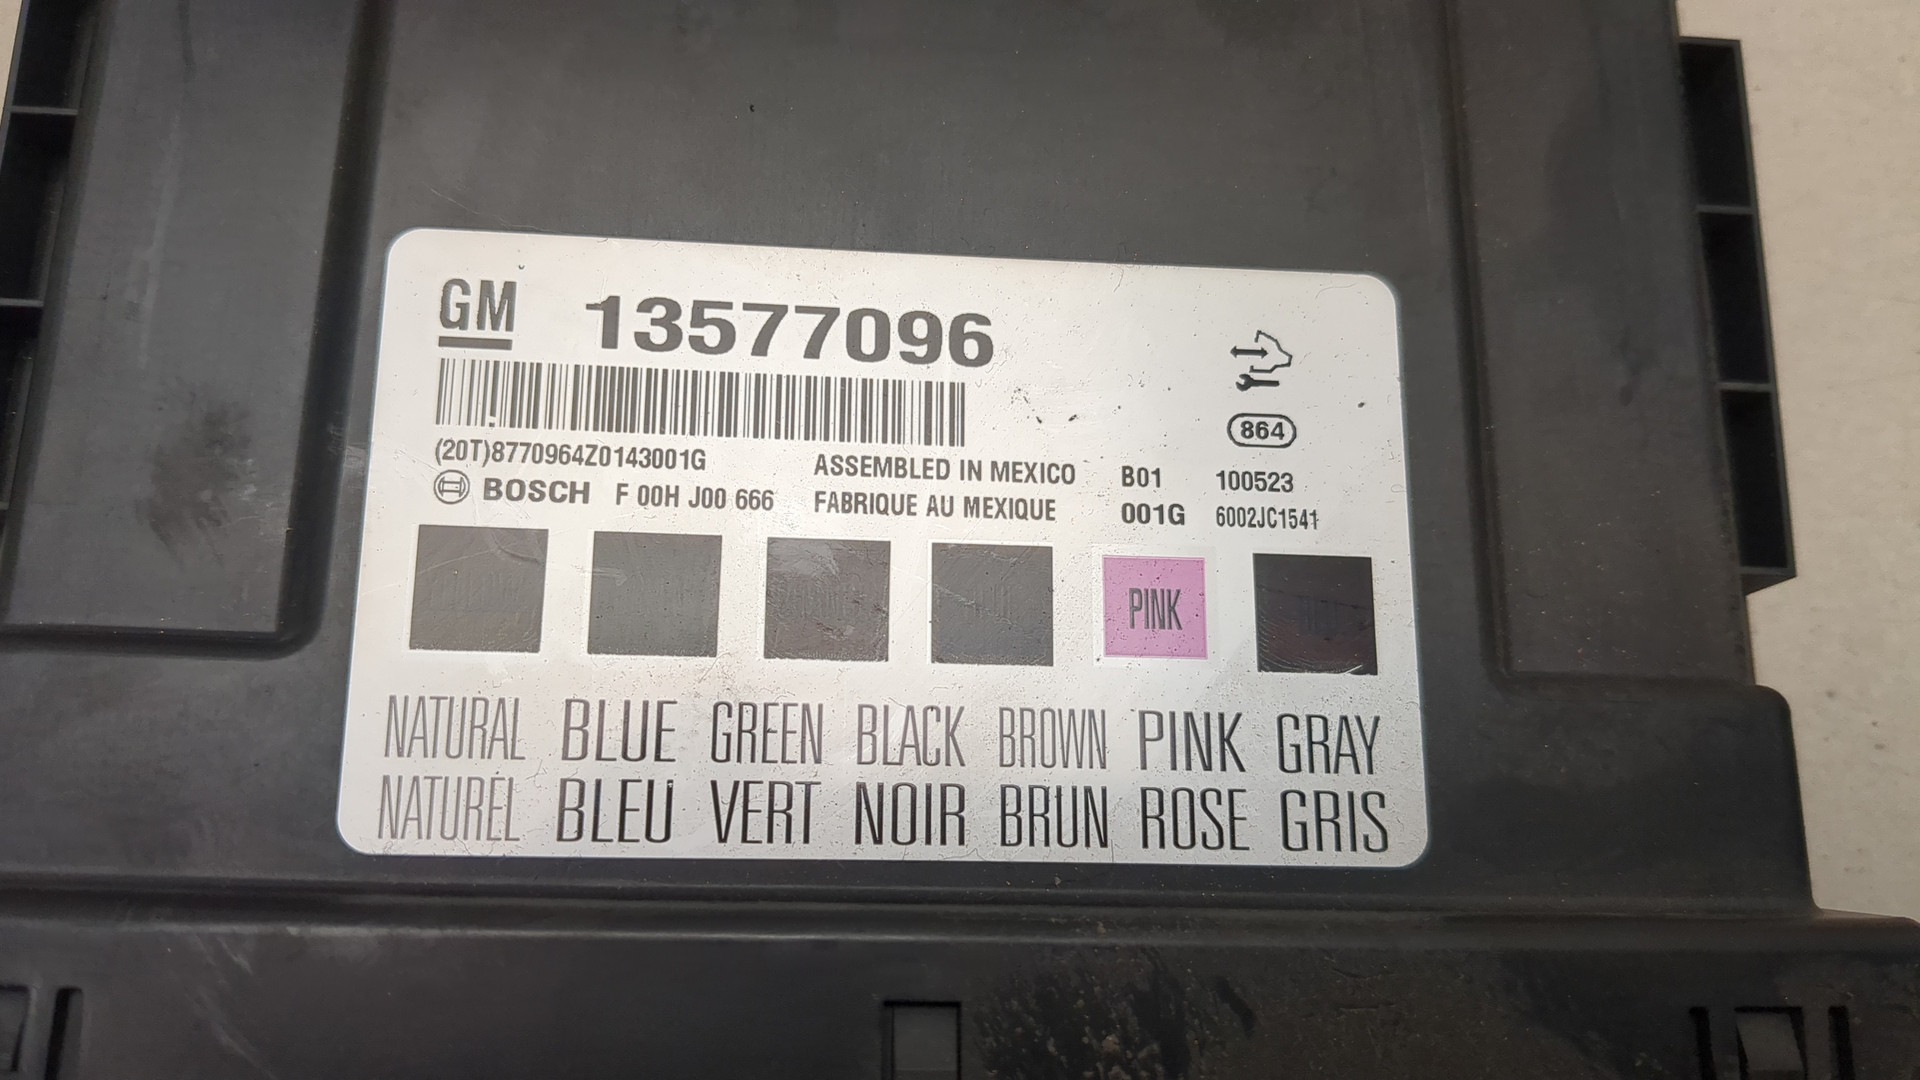 GM 13577096
864
(20T)8770964Z0143001G
ASSEMBLED IN MEXICO B01 100523
BOSCH F 00H J00 666 FABRIQUE AU MEXIQUE 001G 6002JC1541
PINK
NATURAL BLUE GREEN BLACK BROWN PINK GRAY
NATUREL BLEU VERT NOIR BRUN ROSE GRIS